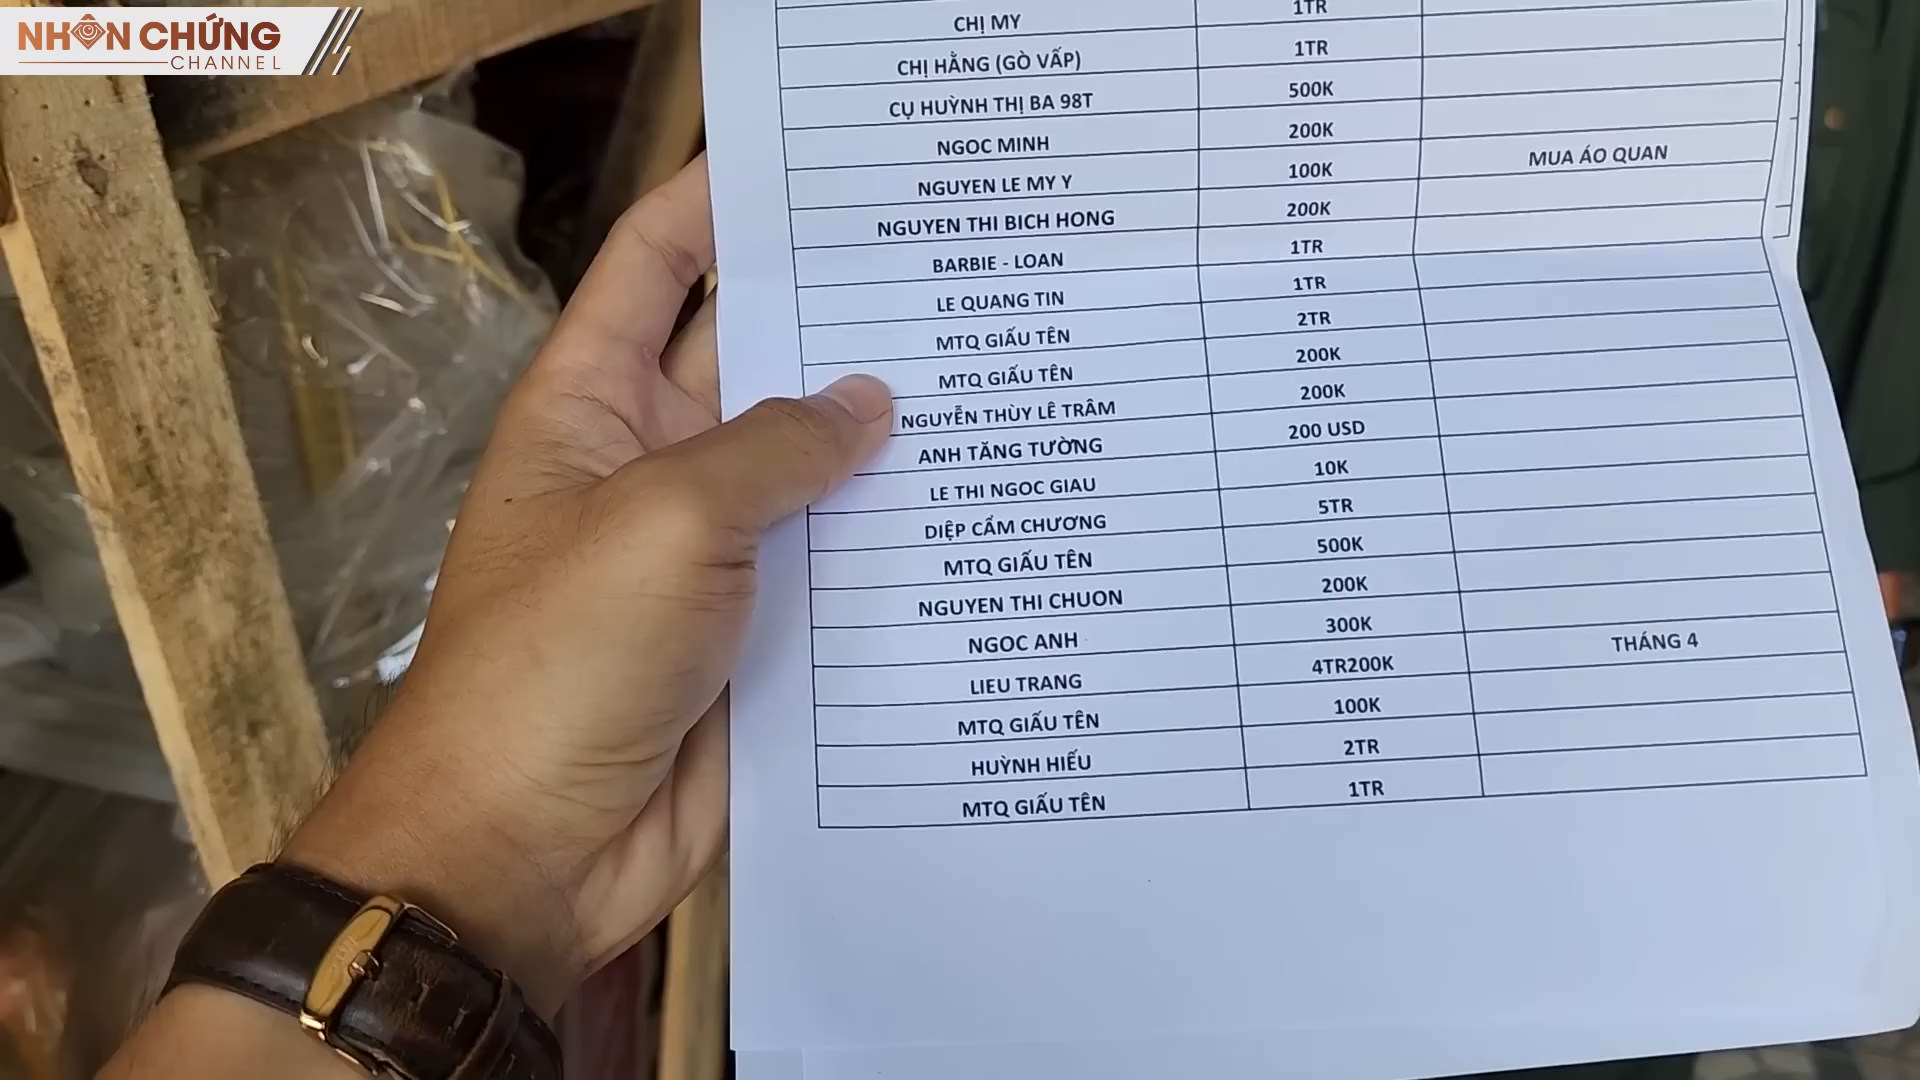 NHÂN CHỨNG
CHANNEL
CHỊ MY 1TR
CHỊ HẰNG (GÒ VẤP) 1TR
CỤ HUỲNH THỊ BA 98T 500K
NGOC MINH 200K
NGUYEN LE MY Y 100K MUA ÁO QUAN
NGUYEN THI BICH HONG 200K
BARBIE - LOAN 1TR
LE QUANG TIN 1TR
MTQ GIẤU TÊN 2TR
MTQ GIẤU TÊN 200K
NGUYỄN THÙY LÊ TRÂM 200K
ANH TĂNG TƯỜNG 200 USD
LE THI NGOC GIAU 10K
DIỆP CẨM CHƯƠNG 5TR
MTQ GIẤU TÊN 500K
NGUYEN THI CHUON 200K
NGOC ANH 300K
LIEU TRANG 4TR200K THÁNG 4
MTQ GIẤU TÊN 100K
HUỲNH HIẾU 2TR
MTQ GIẤU TÊN 1TR